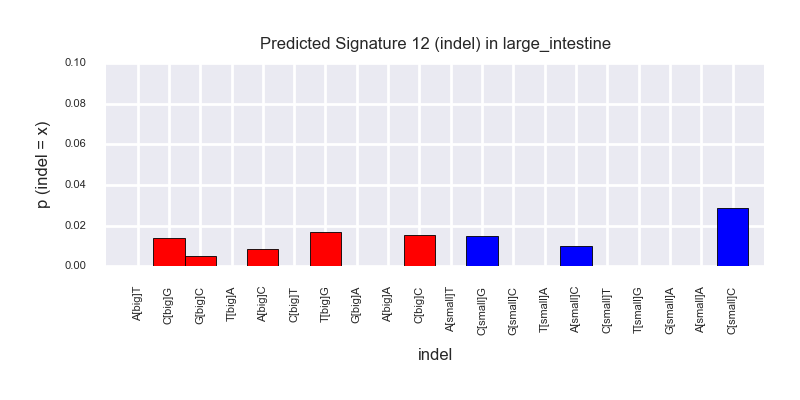 Predicted Signature 12 (indel) in large_intestine
0.10
0.08
0.06
0.04
0.02
0.00
p (indel = x)
A[big]T
C[big]G
G[big]C
T[big]A
A[big]C
C[big]T
T[big]G
G[big]A
A[big]A
C[big]C
A[small]T
C[small]G
G[small]C
T[small]A
A[small]C
C[small]T
T[small]G
G[small]A
A[small]A
C[small]C
indel